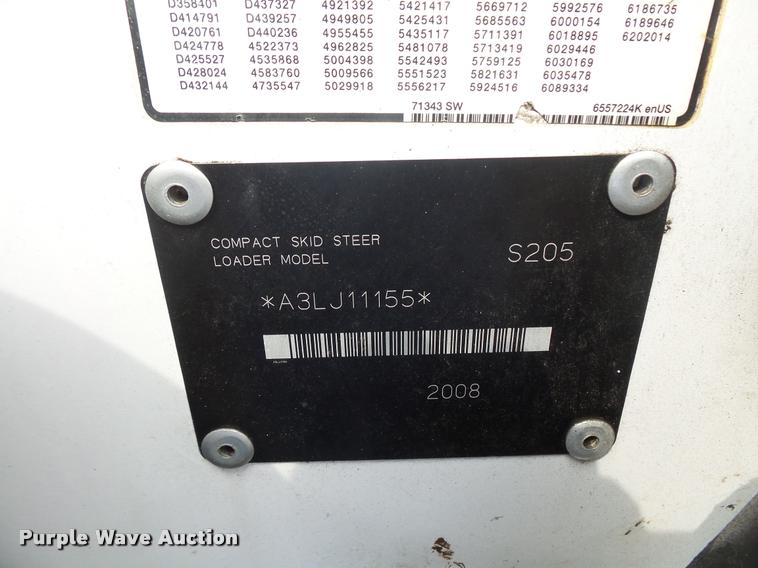 D358401 D437327 4921392 5421417 5669712 5992576 6186735
D414791 D439257 4949805 5425431 5685563 6000154 6189646
D420761 D440236 4955455 5435117 5711391 6018895 6202014
D424778 4522373 4962825 5481078 5713419 6029446
D425527 4535868 5004398 5542493 5759125 6030169
D428024 4583760 5009566 5551523 5821631 6035478
D432144 4735547 5029918 5556217 5924516 6089334
71343 SW 6557224K enUS
COMPACT SKID STEER
LOADER MODEL S205
*A3LJ11155*
2008
Purple Wave Auction